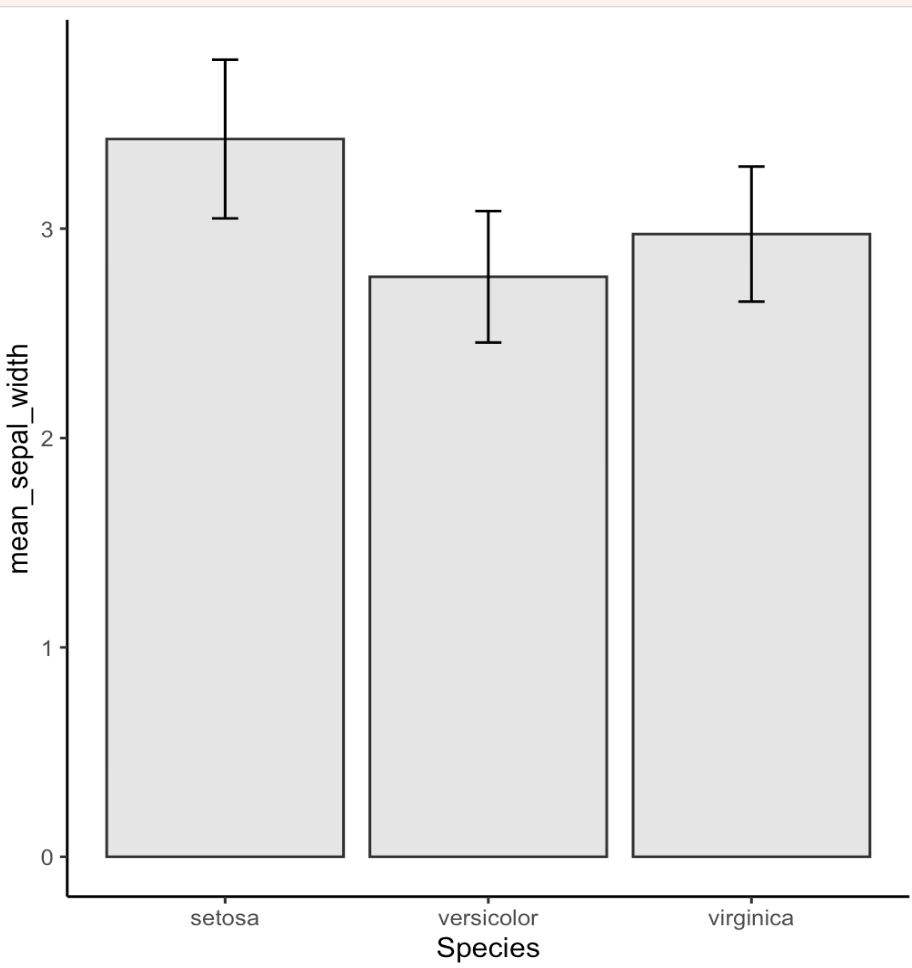 mean_sepal_width
3
2
1
0
setosa versicolor virginica
Species